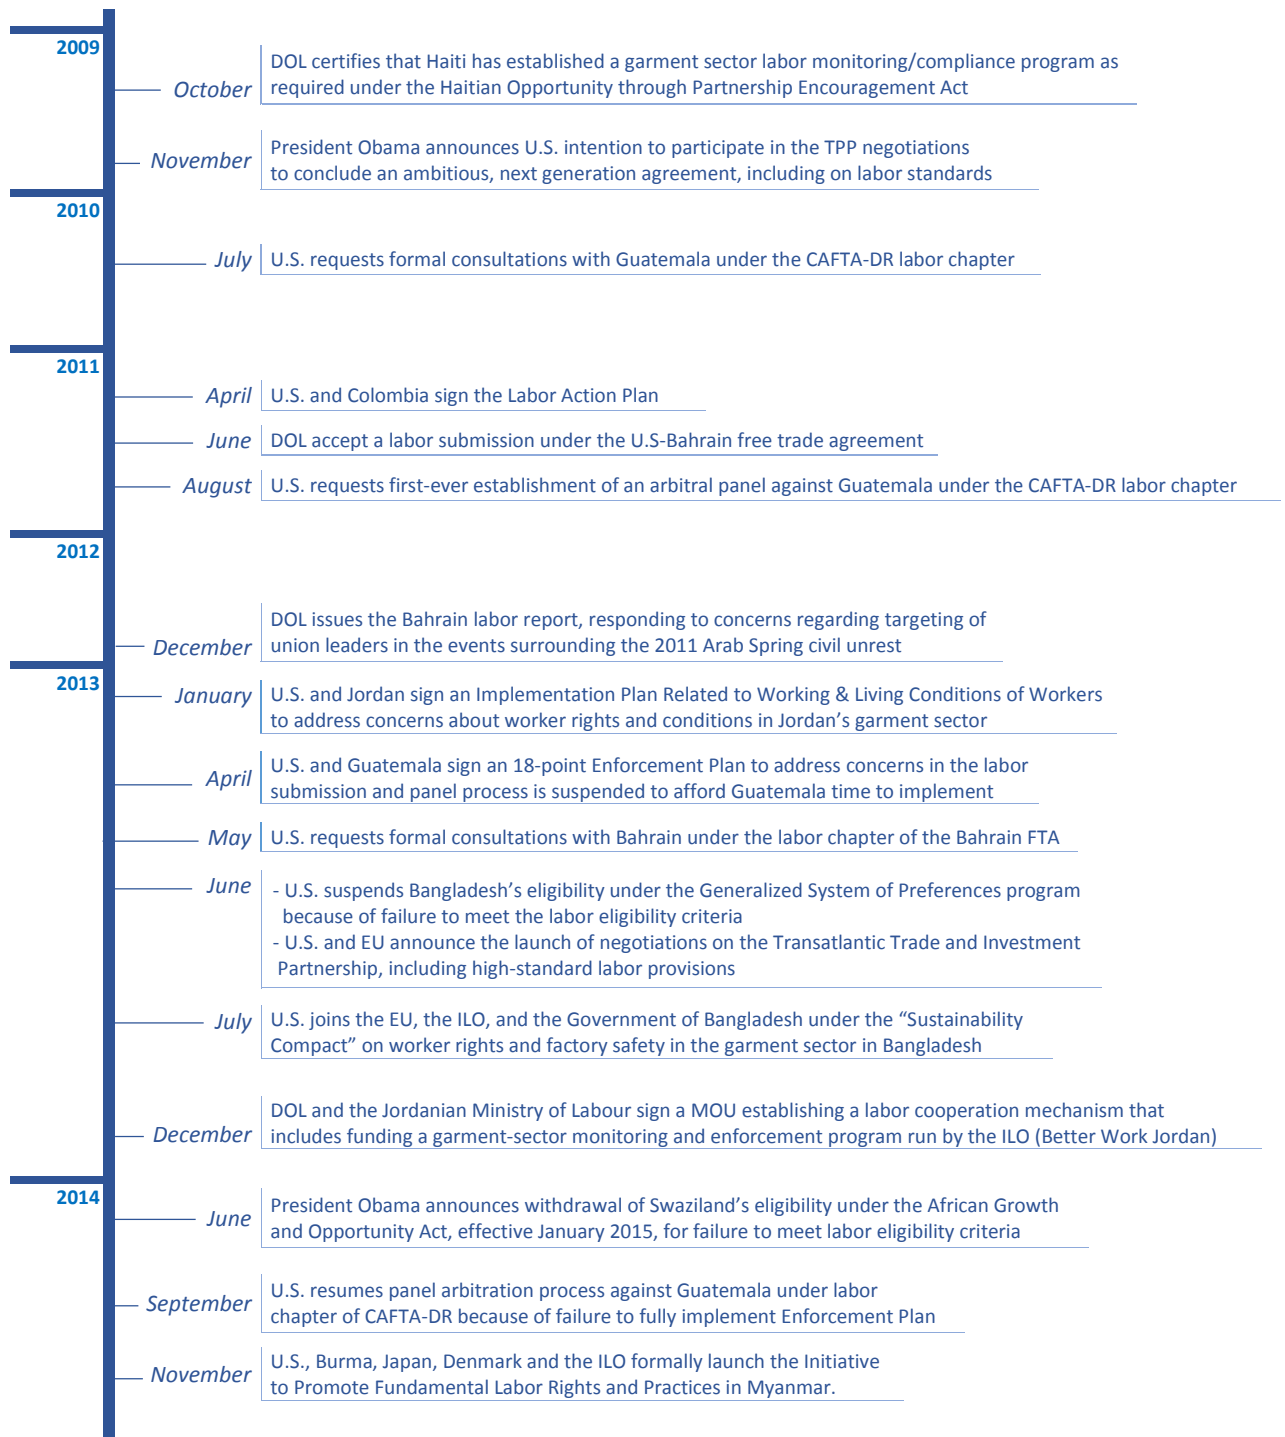 2009
October
DOL certifies that Haiti has established a garment sector labor monitoring/compliance program as
required under the Haitian Opportunity through Partnership Encouragement Act
November
President Obama announces U.S. intention to participate in the TPP negotiations
to conclude an ambitious, next generation agreement, including on labor standards
2010
July
U.S. requests formal consultations with Guatemala under the CAFTA-DR labor chapter
2011
April
U.S. and Colombia sign the Labor Action Plan
June
DOL accept a labor submission under the U.S-Bahrain free trade agreement
August
U.S. requests first-ever establishment of an arbitral panel against Guatemala under the CAFTA-DR labor chapter
2012
December
DOL issues the Bahrain labor report, responding to concerns regarding targeting of
union leaders in the events surrounding the 2011 Arab Spring civil unrest
2013
January
U.S. and Jordan sign an Implementation Plan Related to Working & Living Conditions of Workers
to address concerns about worker rights and conditions in Jordan's garment sector
April
U.S. and Guatemala sign an 18-point Enforcement Plan to address concerns in the labor
submission and panel process is suspended to afford Guatemala time to implement
May
U.S. requests formal consultations with Bahrain under the labor chapter of the Bahrain FTA
June
- U.S. suspends Bangladesh's eligibility under the Generalized System of Preferences program
because of failure to meet the labor eligibility criteria
- U.S. and EU announce the launch of negotiations on the Transatlantic Trade and Investment
Partnership, including high-standard labor provisions
July
U.S. joins the EU, the ILO, and the Government of Bangladesh under the “Sustainability
Compact” on worker rights and factory safety in the garment sector in Bangladesh
December
DOL and the Jordanian Ministry of Labour sign a MOU establishing a labor cooperation mechanism that
includes funding a garment-sector monitoring and enforcement program run by the ILO (Better Work Jordan)
2014
June
President Obama announces withdrawal of Swaziland's eligibility under the African Growth
and Opportunity Act, effective January 2015, for failure to meet labor eligibility criteria
September
U.S. resumes panel arbitration process against Guatemala under labor
chapter of CAFTA-DR because of failure to fully implement Enforcement Plan
November
U.S., Burma, Japan, Denmark and the ILO formally launch the Initiative
to Promote Fundamental Labor Rights and Practices in Myanmar.